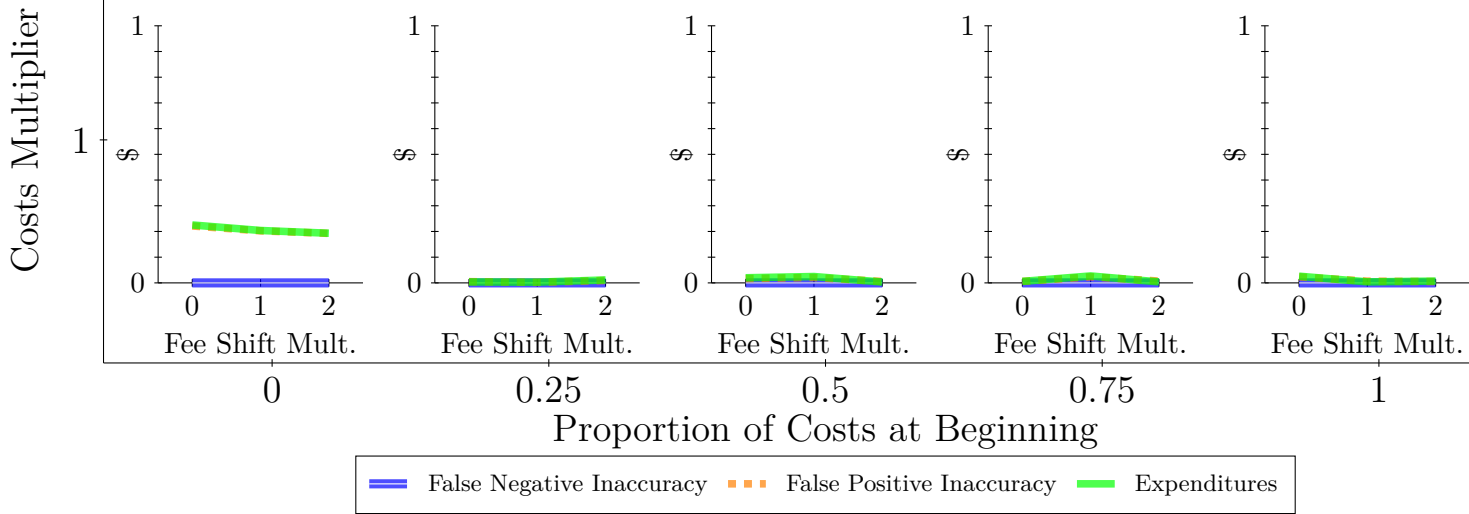 Costs Multiplier
1
1
$
0
0 1 2
Fee Shift Mult.
1
$
0
0 1 2
Fee Shift Mult.
1
$
0
0 1 2
Fee Shift Mult.
1
$
0
0 1 2
Fee Shift Mult.
1
$
0
0 1 2
Fee Shift Mult.
0 0.25 0.5 0.75 1
Proportion of Costs at Beginning
False Negative Inaccuracy False Positive Inaccuracy Expenditures